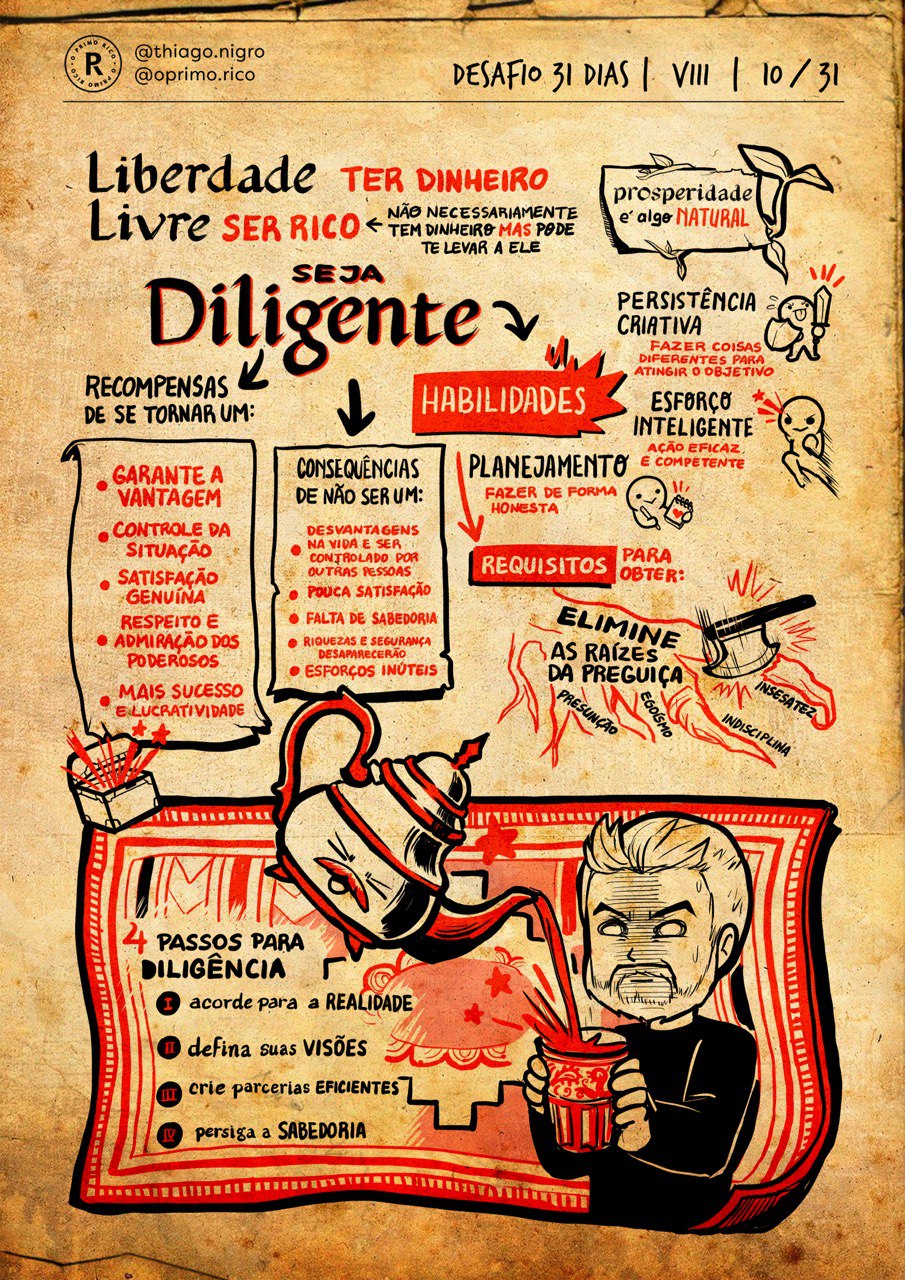 O PRIMO RICO • O PRIMO RICO •
R
@thiago.nigro
@oprimo.rico
DESAFIO 31 DIAS | VIII | 10 / 31
Liberdade TER DINHEIRO
Livre SER RICO ← NÃO NECESSARIAMENTE
TEM DINHEIRO MAS PODE
TE LEVAR A ELE
prosperidade
e' algo NATURAL
SEJA
Diligente
RECOMPENSAS
DE SE TORNAR UM:
• GARANTE A
VANTAGEM
• CONTROLE DA
SITUAÇÃO
• SATISFAÇÃO
GENUÍNA
• RESPEITO E
ADMIRAÇÃO DOS
PODEROSOS
• MAIS SUCESSO
E LUCRATIVIDADE
CONSEQUÊNCIAS
DE NÃO SER UM:
• DESVANTAGENS
NA VIDA E SER
CONTROLADO POR
OUTRAS PESSOAS
• POUCA SATISFAÇÃO
• FALTA DE SABEDORIA
• RIQUEZAS E SEGURANÇA
DESAPARECERÃO
• ESFORÇOS INÚTEIS
HABILIDADES
PERSISTÊNCIA
CRIATIVA
FAZER COISAS
DIFERENTES PARA
ATINGIR O OBJETIVO
ESFORÇO
INTELIGENTE
AÇÃO EFICAZ
E COMPETENTE
PLANEJAMENTO
FAZER DE FORMA
HONESTA
REQUISITOS PARA
OBTER:
ELIMINE
AS RAÍZES
DA PREGUIÇA
PRESUNÇÃO
EGOÍSMO
INDISCIPLINA
INSESATEZ
4 PASSOS PARA
DILIGÊNCIA
I acorde para a REALIDADE
II defina suas VISÕES
III crie parcerias EFICIENTES
IV persiga a SABEDORIA